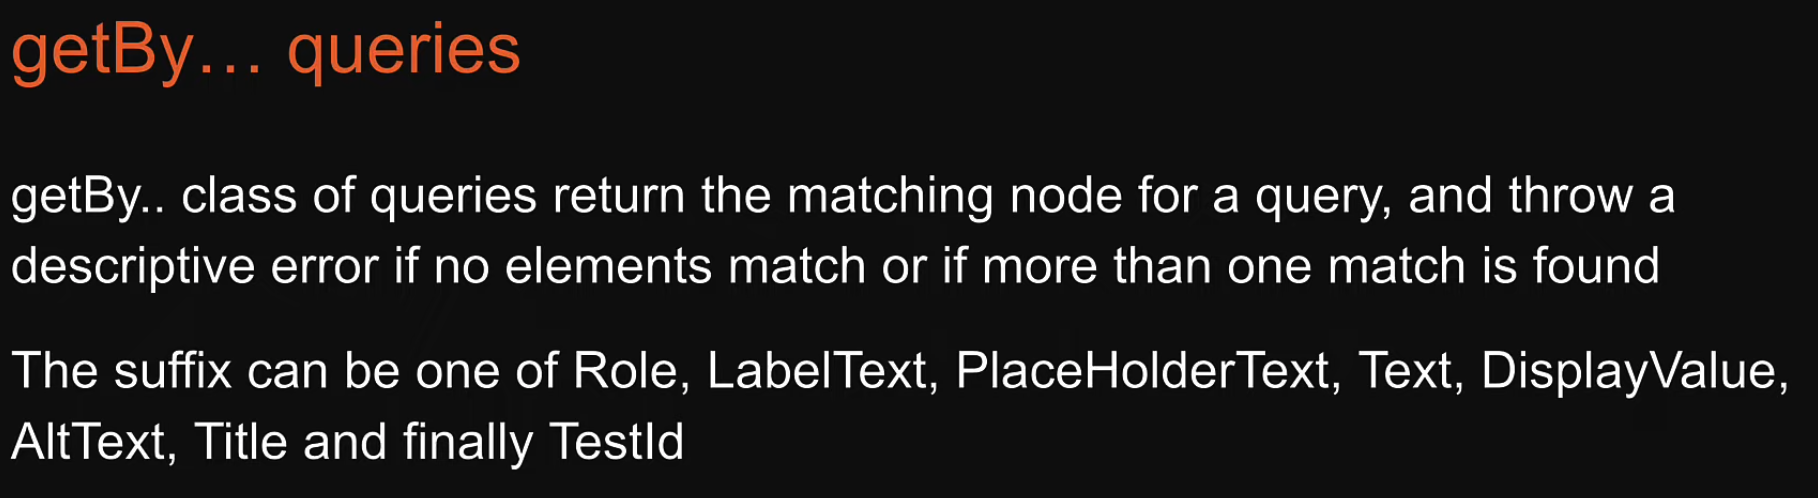 getBy… queries
getBy.. class of queries return the matching node for a query, and throw a
descriptive error if no elements match or if more than one match is found
The suffix can be one of Role, LabelText, PlaceHolderText, Text, DisplayValue,
AltText, Title and finally TestId